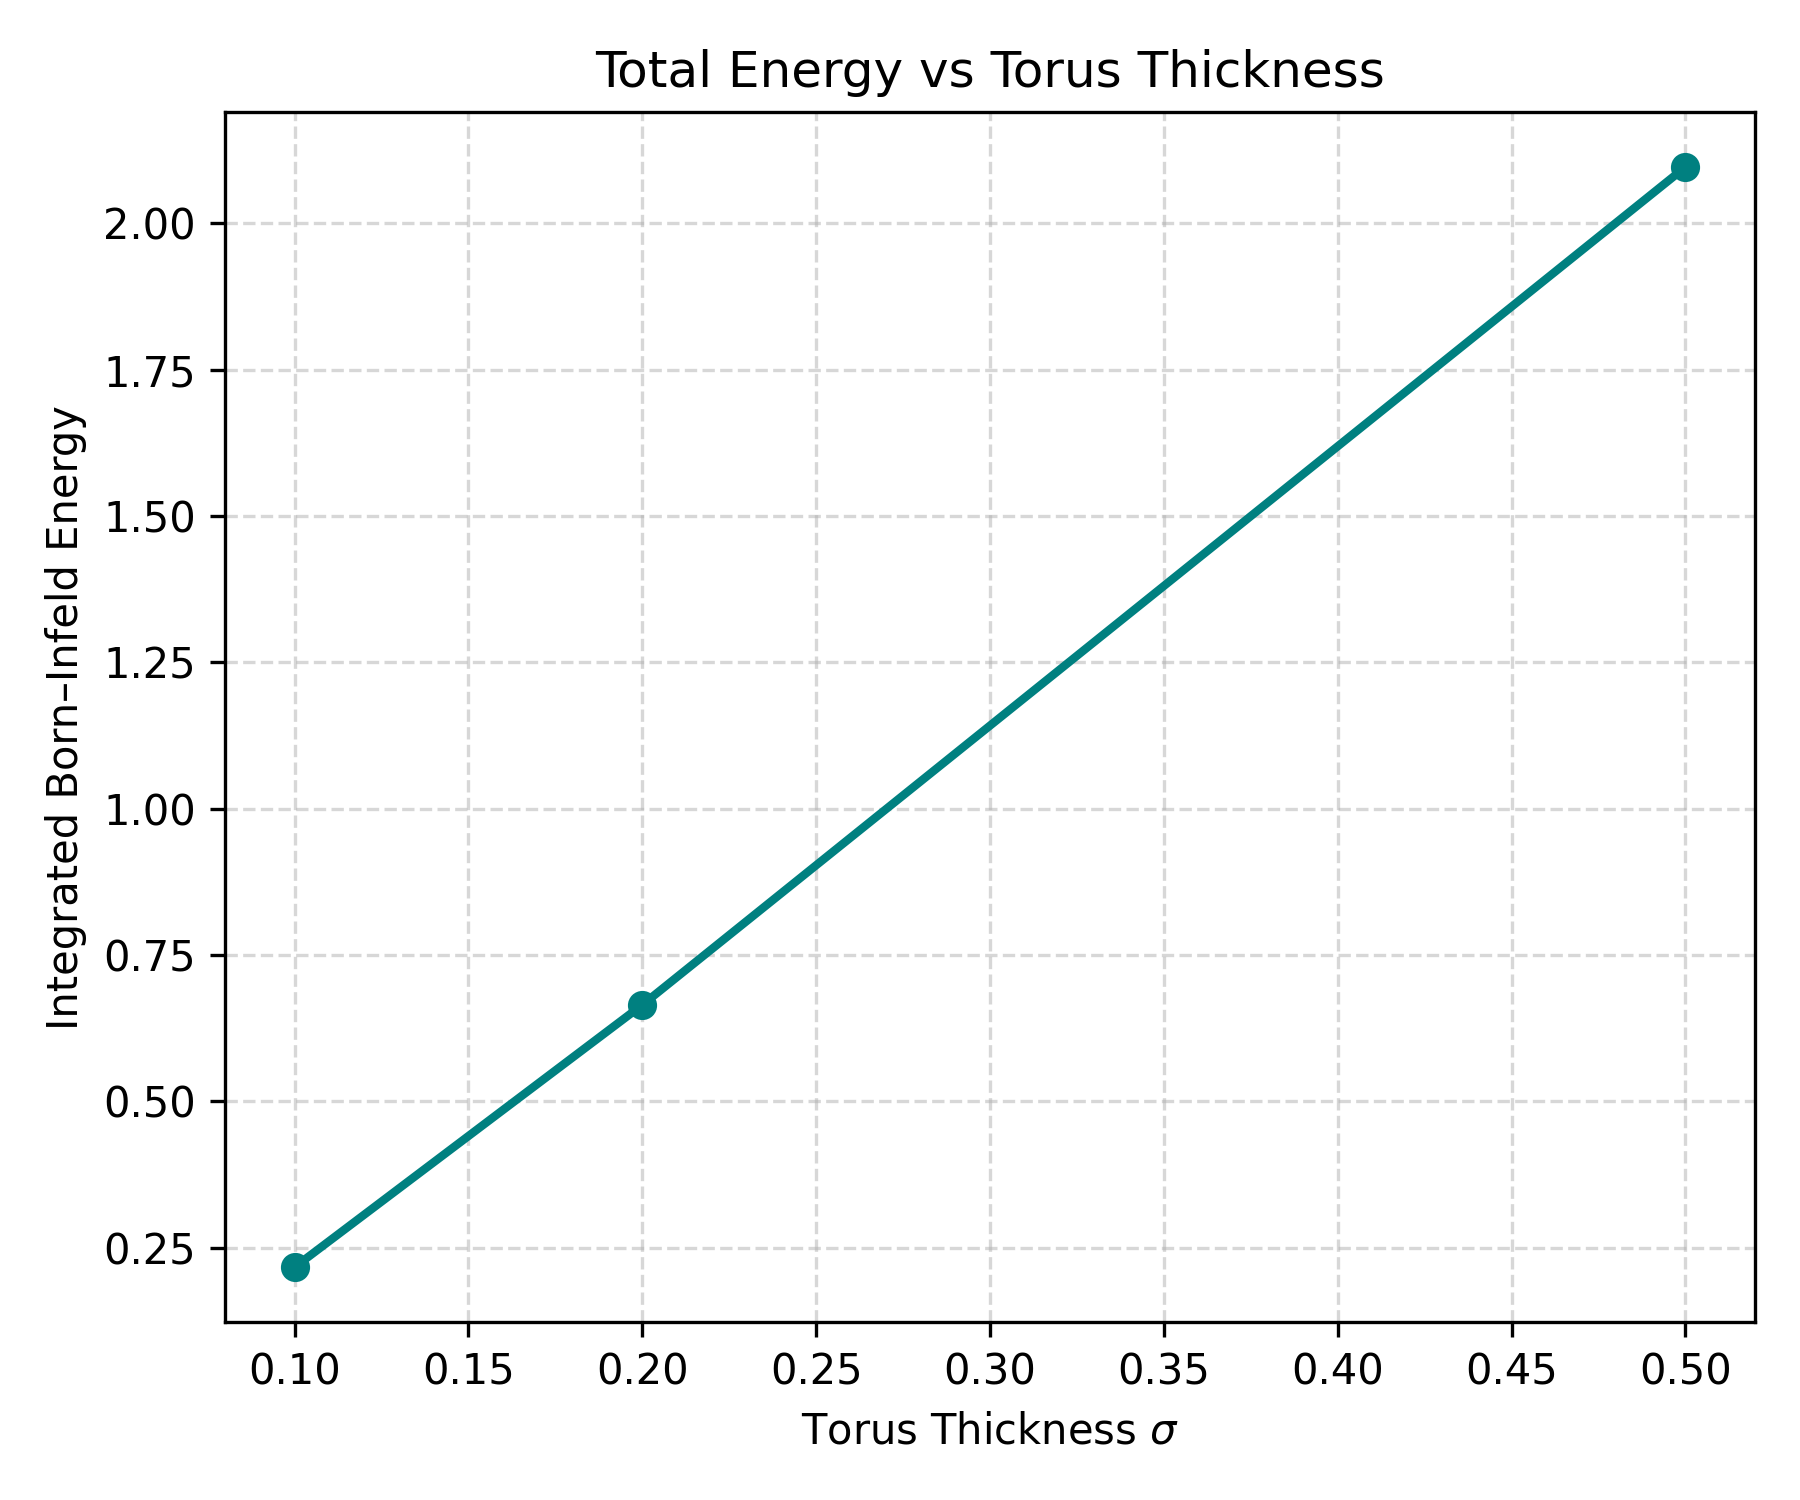 Total Energy vs Torus Thickness
Integrated Born–Infeld Energy
2.00
1.75
1.50
1.25
1.00
0.75
0.50
0.25
0.10 0.15 0.20 0.25 0.30 0.35 0.40 0.45 0.50
Torus Thickness σ